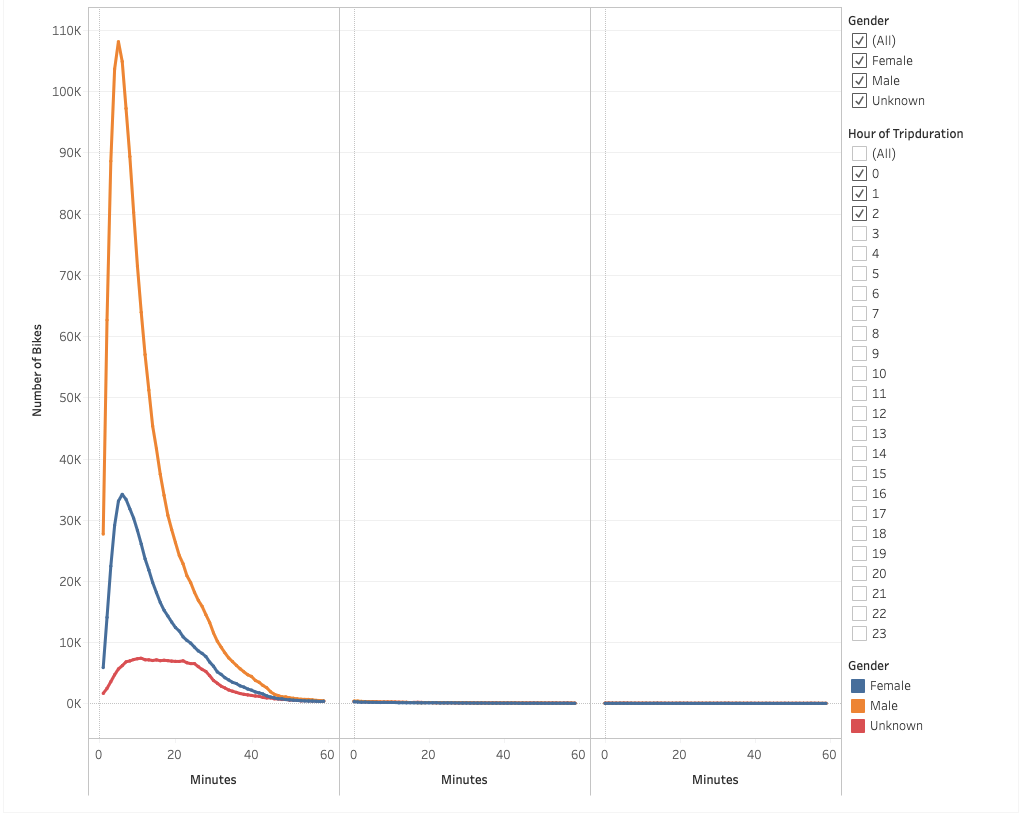 110K
100K
90K
80K
70K
60K
50K
40K
30K
20K
10K
0K
Number of Bikes
0 20 40 60 0 20 40 60 0 20 40 60
Minutes Minutes Minutes
Gender
(All)
Female
Male
Unknown
Hour of Tripduration
(All)
0
1
2
3
4
5
6
7
8
9
10
11
12
13
14
15
16
17
18
19
20
21
22
23
Gender
Female
Male
Unknown